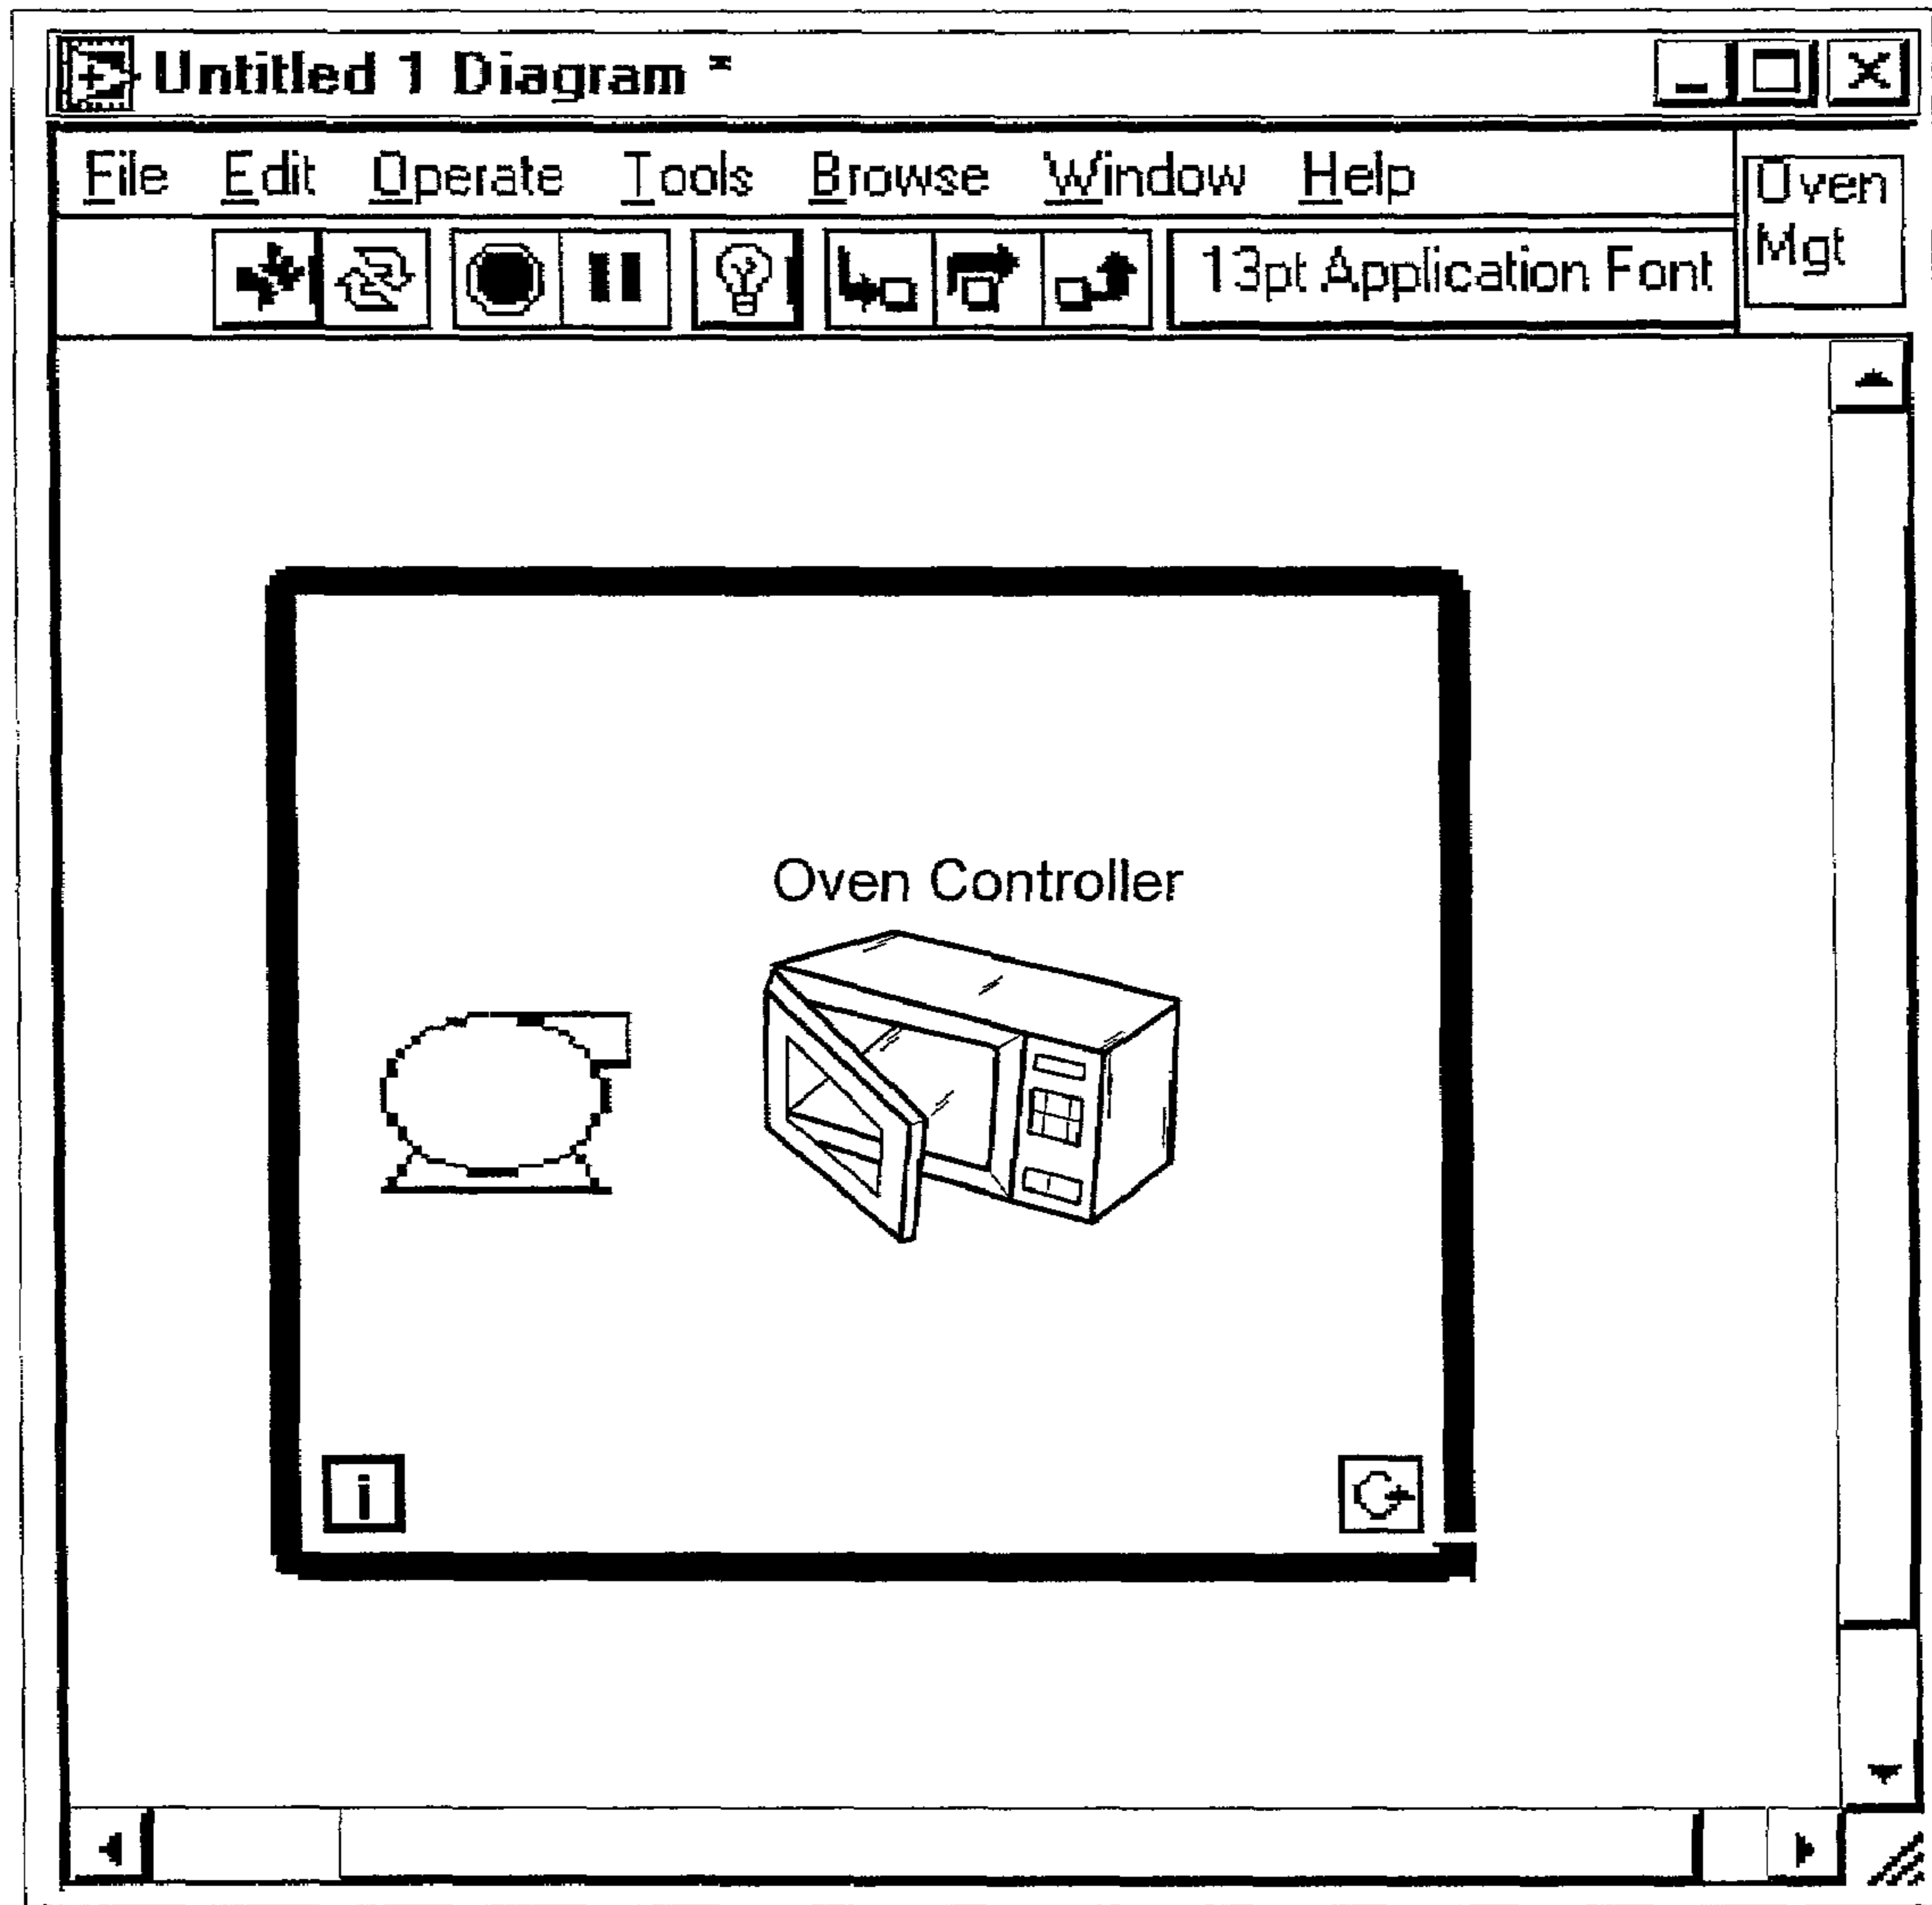 Untitled 1 Diagram *
File Edit Operate Tools Browse Window Help
Oven
Mgt
13pt Application Font
Oven Controller
i